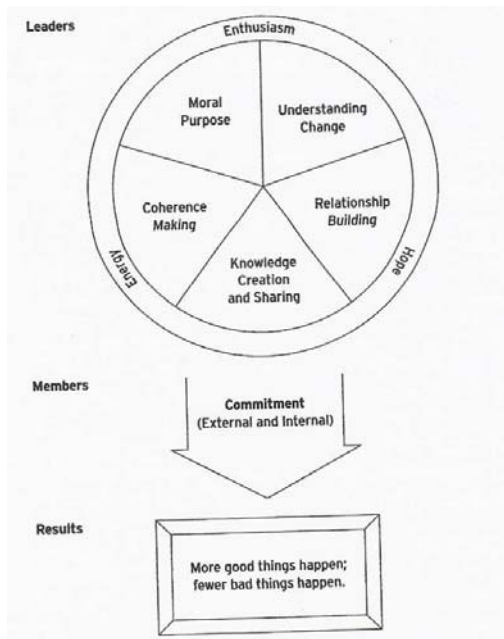 Leaders
Enthusiasm
Moral
Purpose
Understanding
Change
Coherence
Making
Relationship
Building
Knowledge
Creation
and Sharing
Energy
Hope
Members
Commitment
(External and Internal)
Results
More good things happen;
fewer bad things happen.